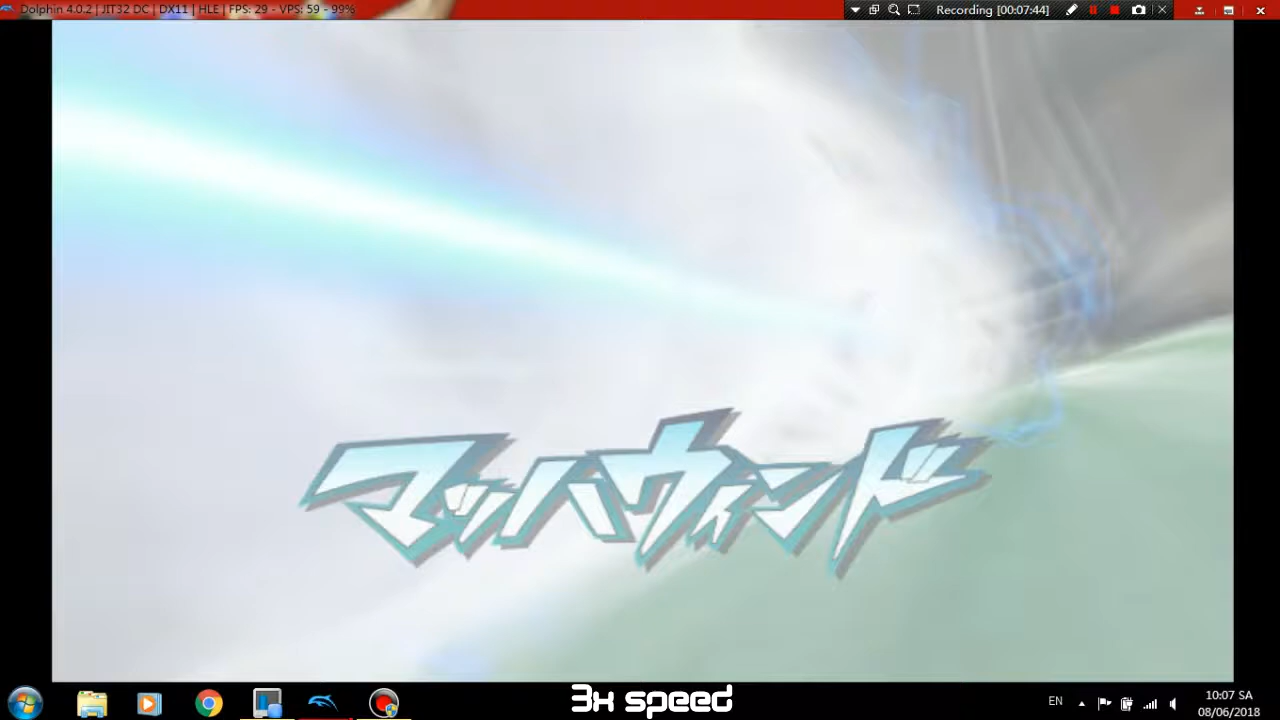 Dolphin 4.0.2 | JIT32 DC | DX11 | HLE | FPS: 29 - VPS: 59 - 99%
Recording [00:07:44]
マッハウィンド
3x speed
EN
10:07 SA
08/06/2018